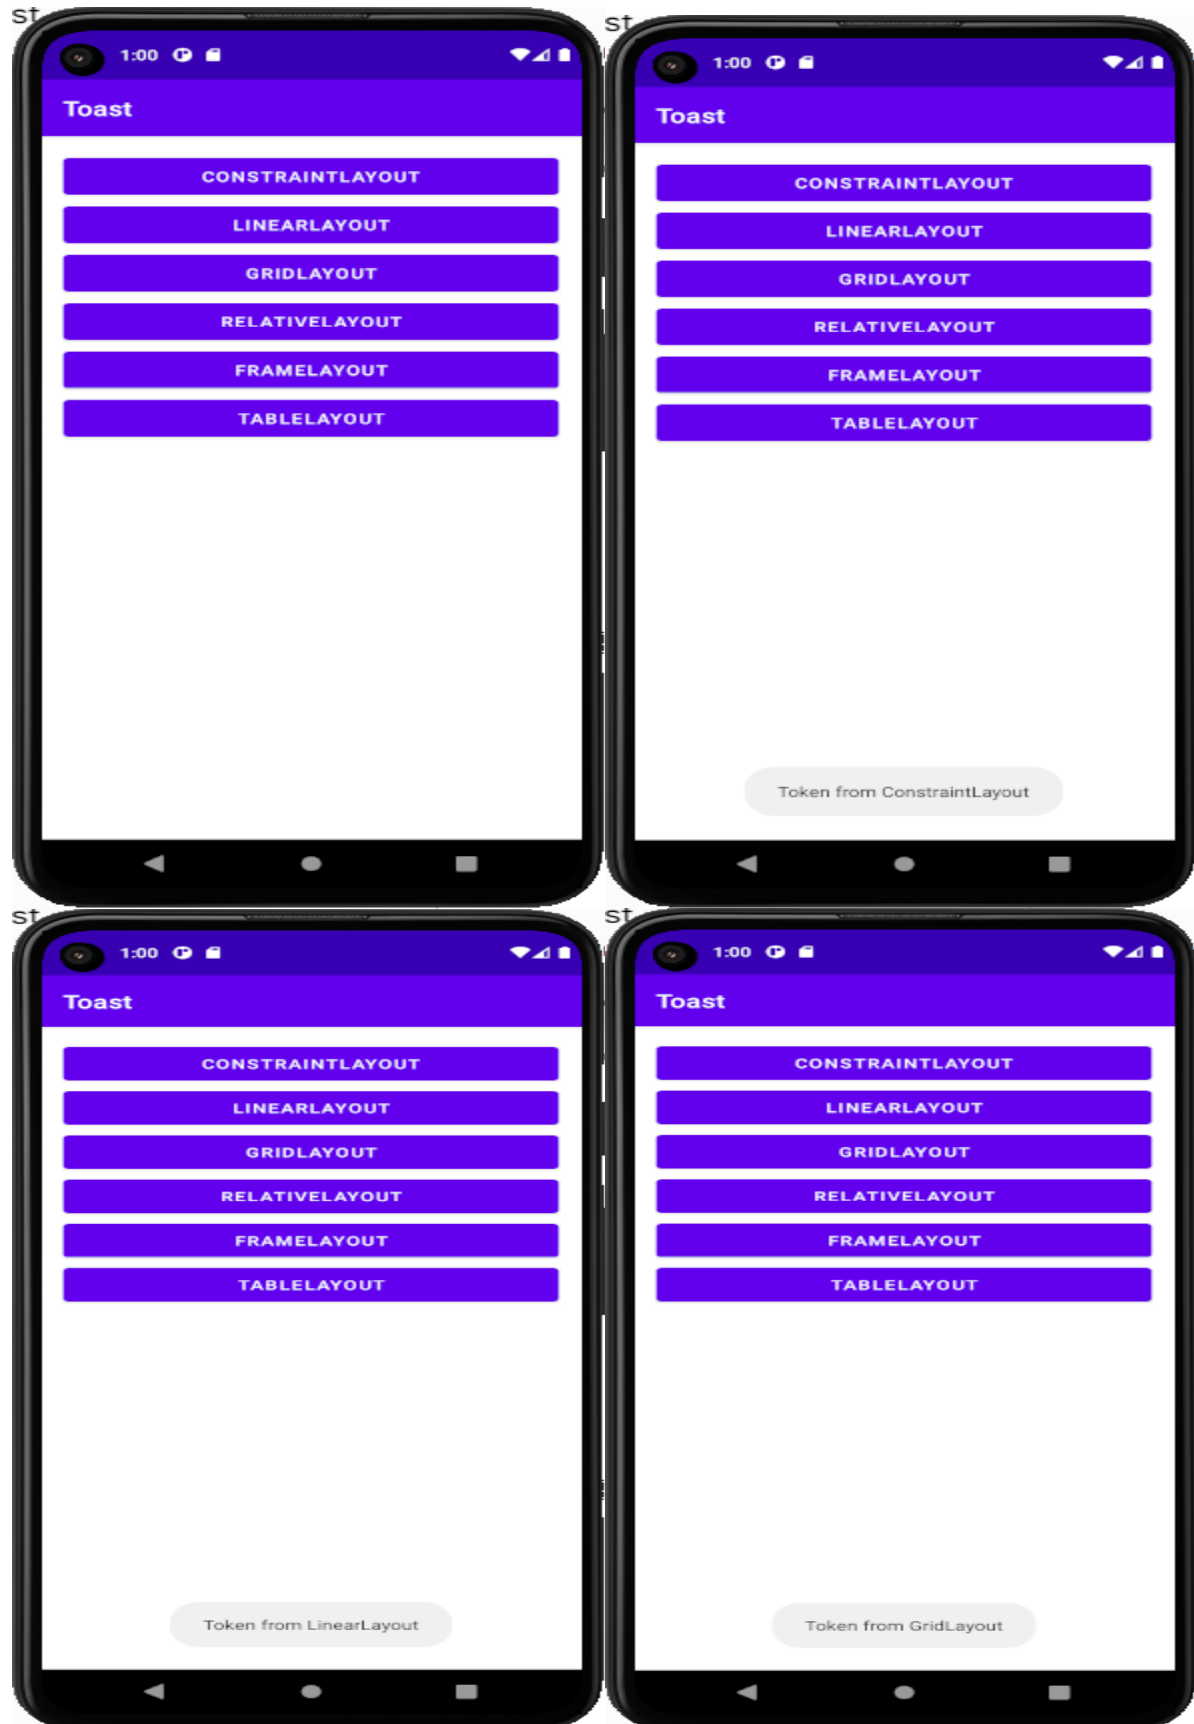 st
1:00
Toast
CONSTRAINTLAYOUT
LINEARLAYOUT
GRIDLAYOUT
RELATIVELAYOUT
FRAMELAYOUT
TABLELAYOUT
st
1:00
Toast
CONSTRAINTLAYOUT
LINEARLAYOUT
GRIDLAYOUT
RELATIVELAYOUT
FRAMELAYOUT
TABLELAYOUT
Token from ConstraintLayout
st
1:00
Toast
CONSTRAINTLAYOUT
LINEARLAYOUT
GRIDLAYOUT
RELATIVELAYOUT
FRAMELAYOUT
TABLELAYOUT
Token from LinearLayout
st
1:00
Toast
CONSTRAINTLAYOUT
LINEARLAYOUT
GRIDLAYOUT
RELATIVELAYOUT
FRAMELAYOUT
TABLELAYOUT
Token from GridLayout